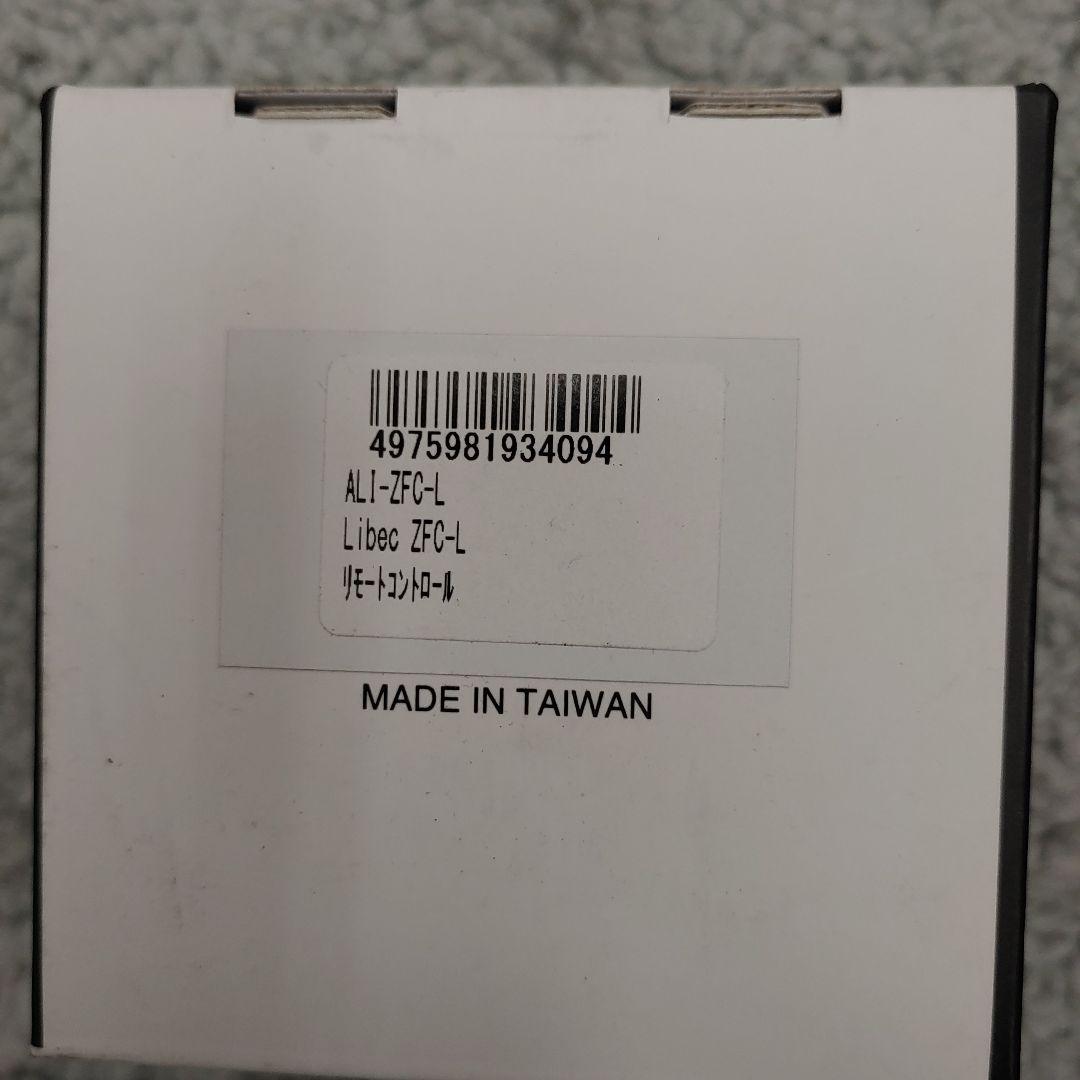 4975981934094
ALI-ZFC-L
Libec ZFC-L
ﾘﾓｰﾄｺﾝﾄﾛｰﾙ
MADE IN TAIWAN